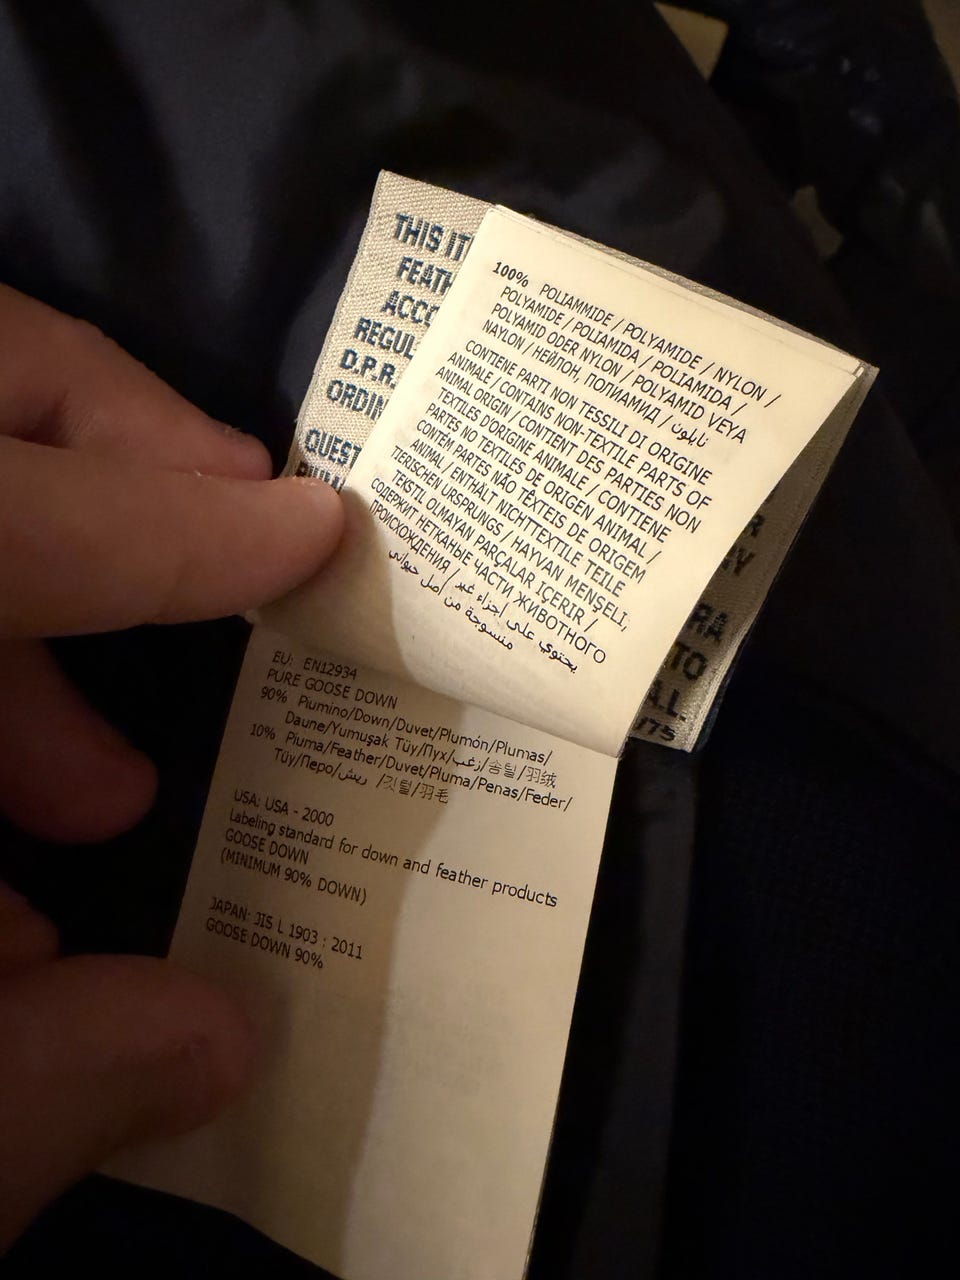 THIS IT
FEATH
ACCO
REGUL
D.P.R.
ORDIN
QUEST
100% POLIAMMIDE / POLYAMIDE / NYLON /
POLYAMIDE / POLIAMIDA / POLIAMIDA /
POLYAMID ODER NYLON / POLYAMID VEYA
NAYLON / НЕЙЛОН, ПОЛИАМИД / نايلون
CONTIENE PARTI NON TESSILI DI ORIGINE
ANIMALE / CONTAINS NON-TEXTILE PARTS OF
ANIMAL ORIGIN / CONTIENT DES PARTIES NON
TEXTILES D'ORIGINE ANIMALE / CONTIENE
PARTES NO TEXTILES DE ORIGEN ANIMAL /
CONTÉM PARTES NÃO TÊXTEIS DE ORIGEM
ANIMAL / ENTHÄLT NICHTTEXTILE TEILE
TIERISCHEN URSPRUNGS / HAYVAN MENŞELI,
TEKSTIL OLMAYAN PARÇALAR IÇERIR /
СОДЕРЖИТ НЕТКАНЫЕ ЧАСТИ ЖИВОТНОГО
ПРОИСХОЖДЕНИЯ / يحتوي على أجزاء غير
منسوجة من أصل حيواني
RA
TO
/75
EU: EN12934
PURE GOOSE DOWN
90% Piumino/Down/Duvet/Plumón/Plumas/
Daune/Yumuşak Tüy/Пух/زغب/솜털/羽绒
10% Piuma/Feather/Duvet/Pluma/Penas/Feder/
Tüy/Перо/ريش /깃털/羽毛
USA: USA - 2000
Labeling standard for down and feather products
GOOSE DOWN
(MINIMUM 90% DOWN)
JAPAN: JIS L 1903 : 2011
GOOSE DOWN 90%